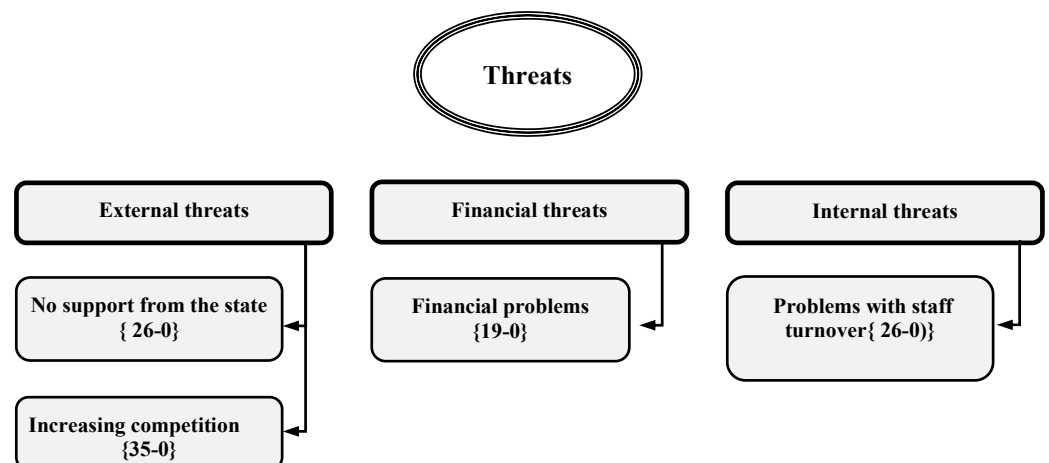 Threats
External threats
Financial threats
Internal threats
No support from the state
{ 26-0}
Financial problems
{19-0}
Problems with staff
turnover{ 26-0)}
Increasing competition
{35-0}